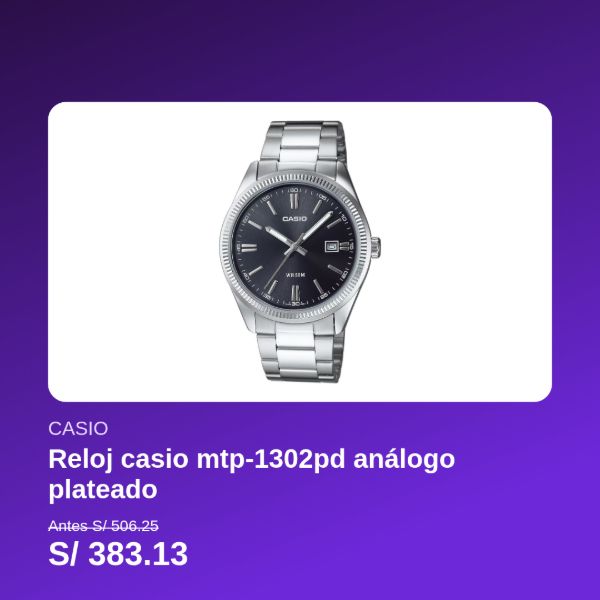 CASIO
WR50M
CASIO
Reloj casio mtp-1302pd análogo
plateado
Antes S/ 506.25
S/ 383.13